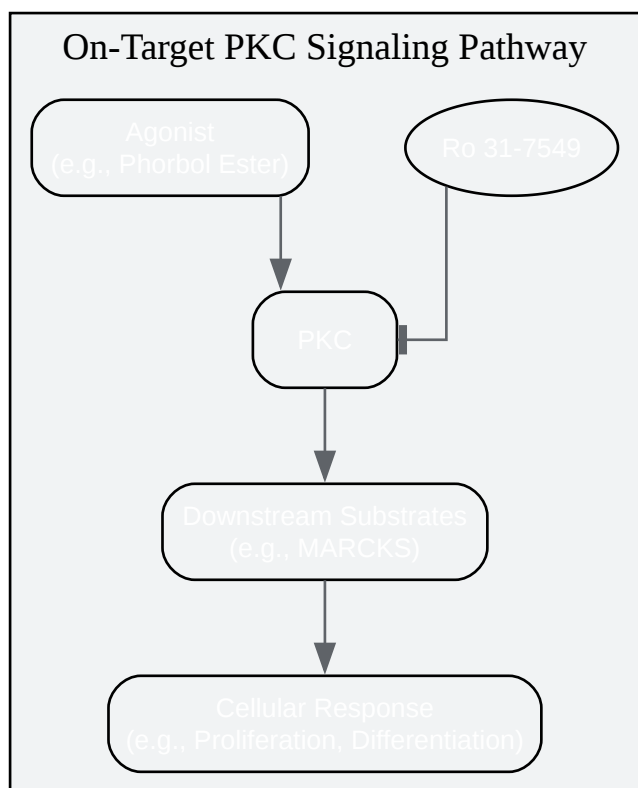 On-Target PKC Signaling Pathway
Agonist
(e.g., Phorbol Ester)
Ro 31-7549
PKC
Downstream Substrates
(e.g., MARCKS)
Cellular Response
(e.g., Proliferation, Differentiation)